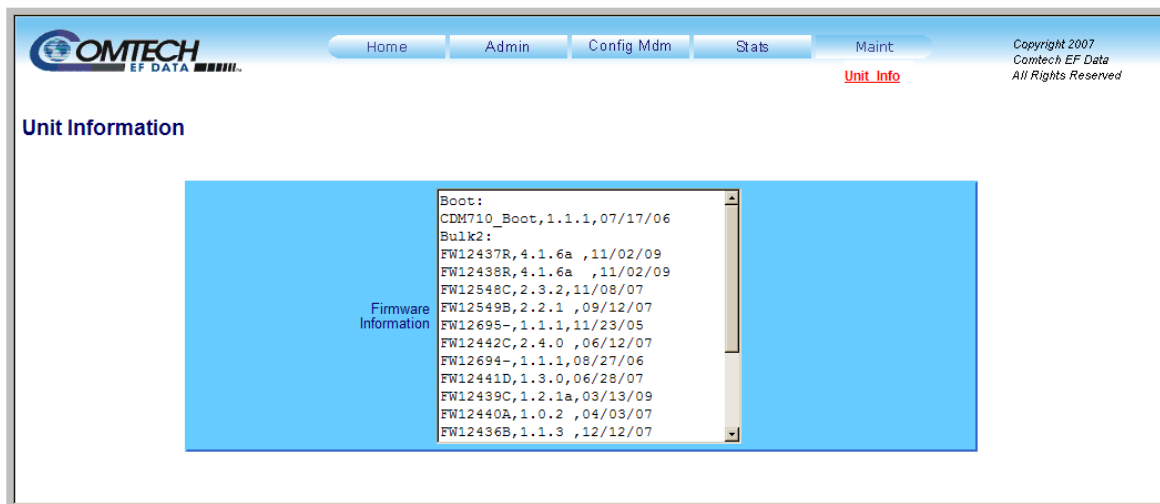 COMTECH
EF DATA
Home Admin Config Mdm Stats Maint
Unit Info
Copyright 2007
Comtech EF Data
All Rights Reserved
Unit Information
Firmware
Information
Boot:
CDM710_Boot,1.1.1,07/17/06
Bulk2:
FW12437R,4.1.6a ,11/02/09
FW12438R,4.1.6a  ,11/02/09
FW12548C,2.3.2,11/08/07
FW12549B,2.2.1 ,09/12/07
FW12695-,1.1.1,11/23/05
FW12442C,2.4.0 ,06/12/07
FW12694-,1.1.1,08/27/06
FW12441D,1.3.0,06/28/07
FW12439C,1.2.1a,03/13/09
FW12440A,1.0.2 ,04/03/07
FW12436B,1.1.3 ,12/12/07